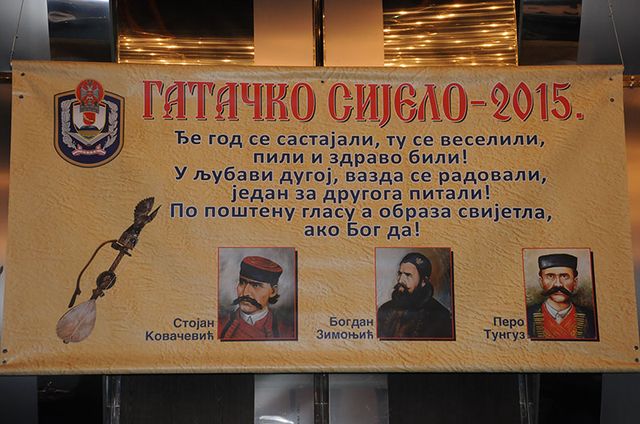 ГАТАЧКО СИЈЕЛО-2015.
Ђе год се састајали, ту се веселили,
пили и здраво били!
У љубави дугој, вазда се радовали,
један за другога питали!
По поштену гласу а образа свијетла,
ако Бог да!
Стојан
Ковачевић
Богдан
Зимоњић
Перо
Тунгуз